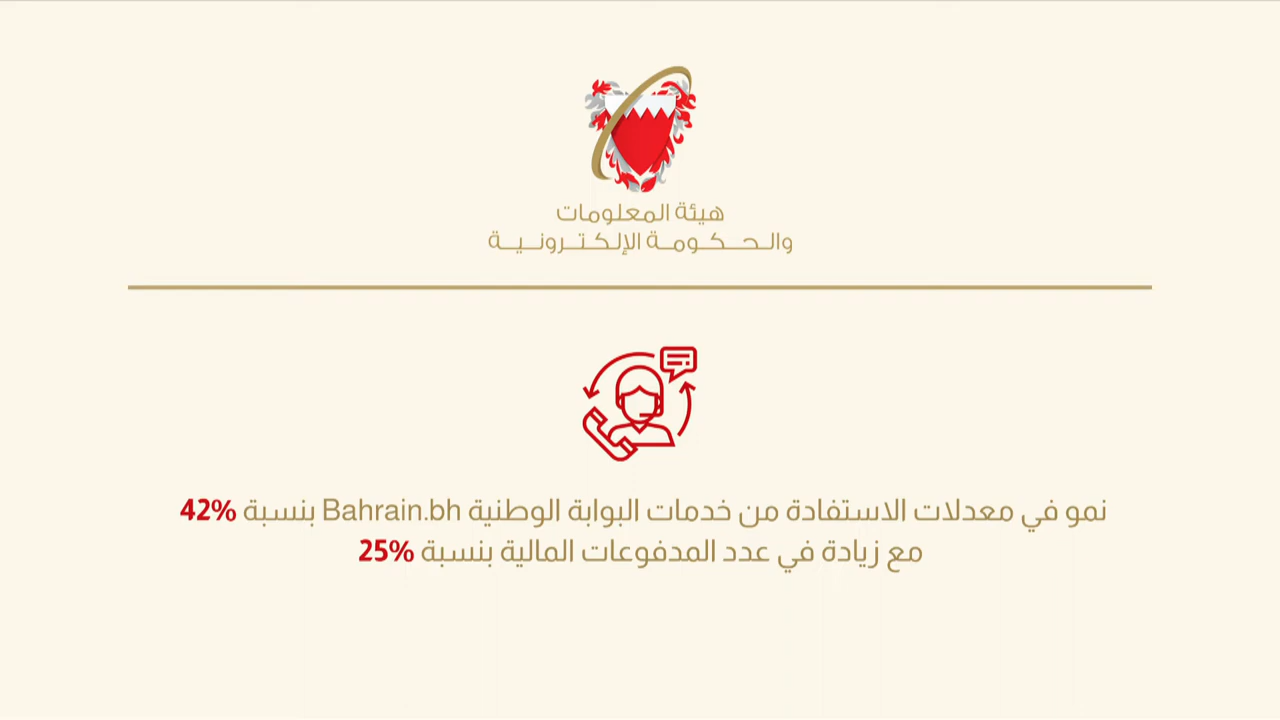 هيئة المعلومات
والحكومة الإلكترونية
نمو في معدلات الاستفادة من خدمات البوابة الوطنية Bahrain.bh بنسبة 42%
مع زيادة في عدد المدفوعات المالية بنسبة 25%